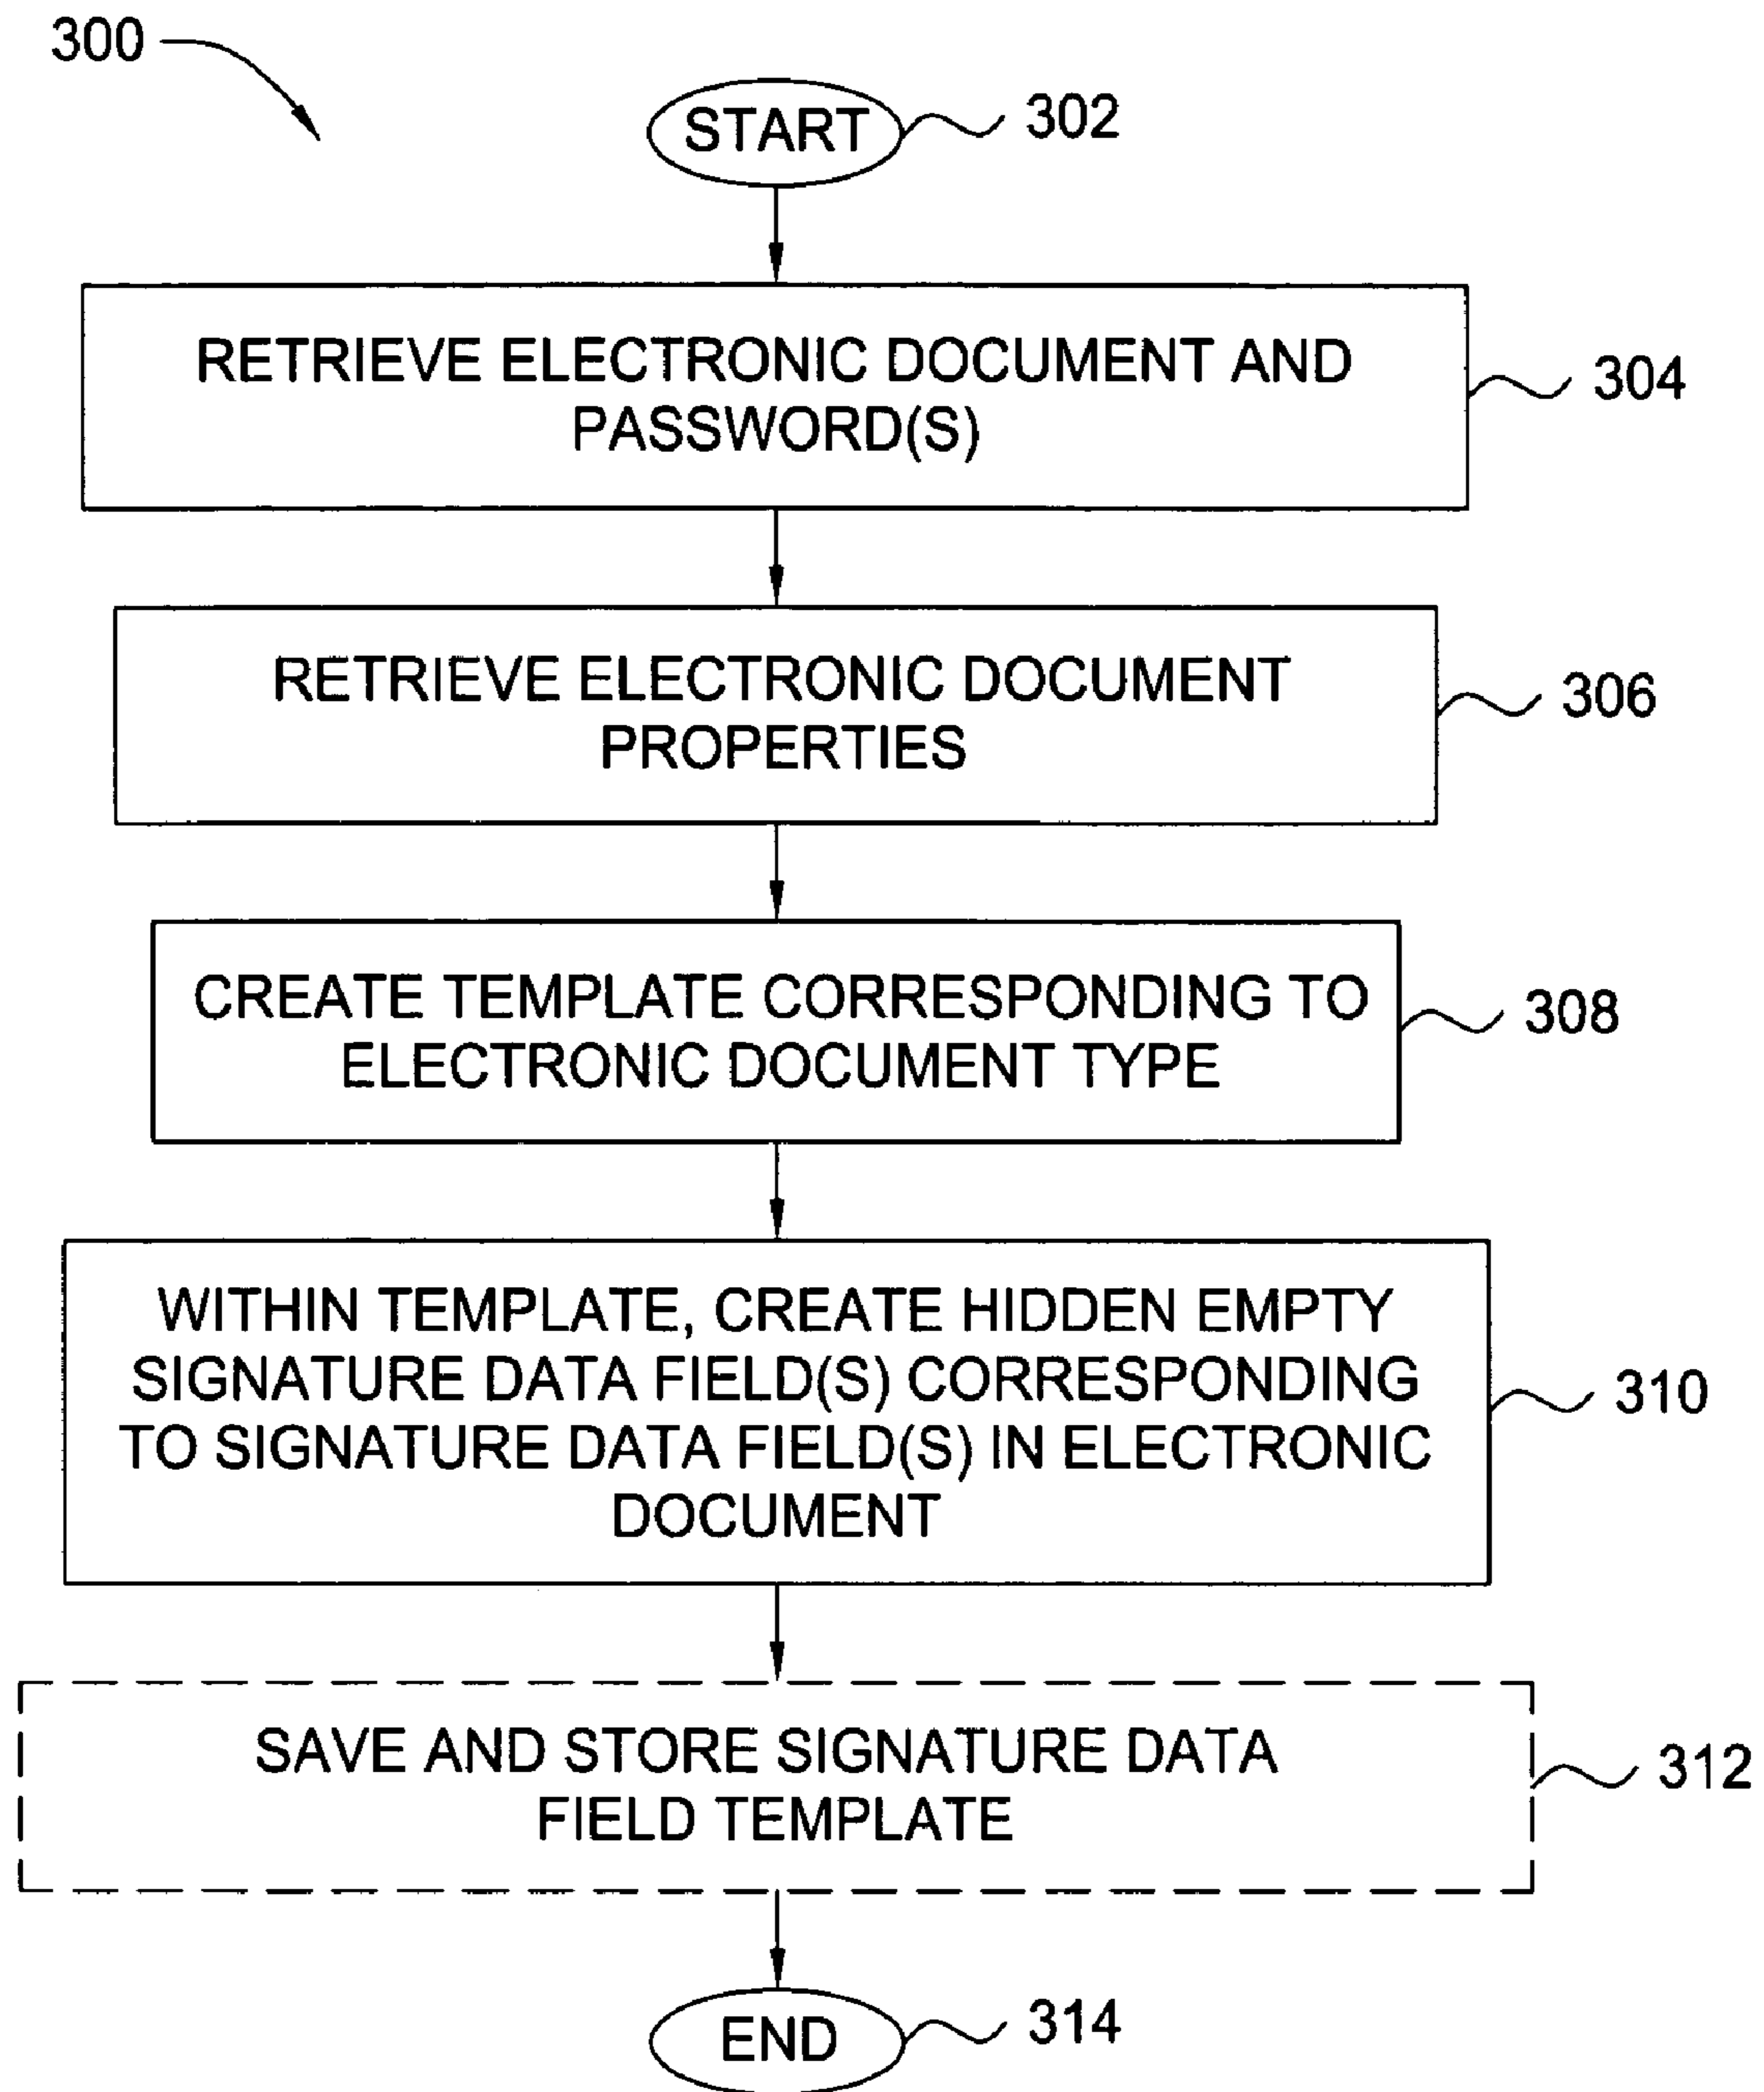 300
START
302
RETRIEVE ELECTRONIC DOCUMENT AND
PASSWORD(S)
304
RETRIEVE ELECTRONIC DOCUMENT
PROPERTIES
306
CREATE TEMPLATE CORRESPONDING TO
ELECTRONIC DOCUMENT TYPE
308
WITHIN TEMPLATE, CREATE HIDDEN EMPTY
SIGNATURE DATA FIELD(S) CORRESPONDING
TO SIGNATURE DATA FIELD(S) IN ELECTRONIC
DOCUMENT
310
SAVE AND STORE SIGNATURE DATA
FIELD TEMPLATE
312
END
314